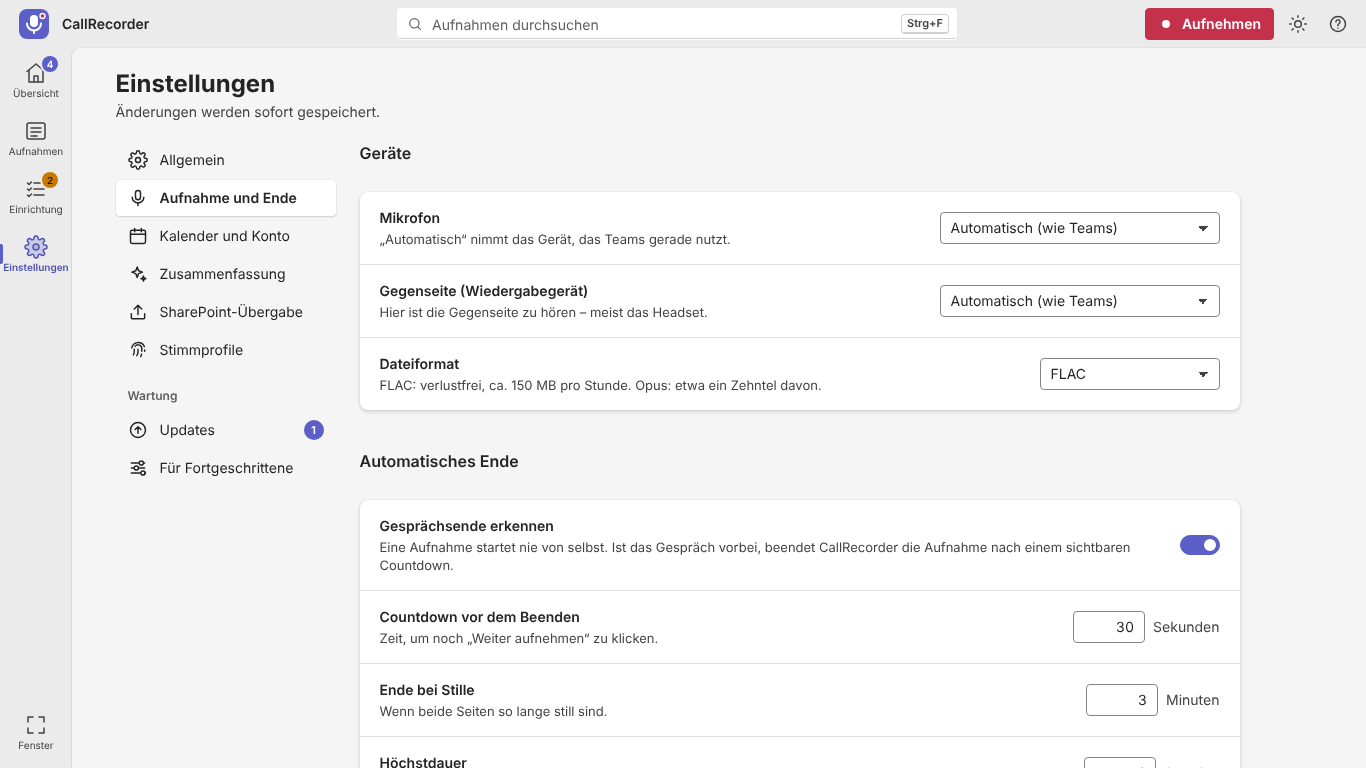 CallRecorder
Aufnahmen durchsuchen
Strg+F
Aufnehmen
4
Übersicht
Aufnahmen
2
Einrichtung
Einstellungen
Fenster
Einstellungen
Änderungen werden sofort gespeichert.
Allgemein
Aufnahme und Ende
Kalender und Konto
Zusammenfassung
SharePoint-Übergabe
Stimmprofile
Wartung
Updates
1
Für Fortgeschrittene
Geräte
Mikrofon
„Automatisch“ nimmt das Gerät, das Teams gerade nutzt.
Automatisch (wie Teams)
Gegenseite (Wiedergabegerät)
Hier ist die Gegenseite zu hören – meist das Headset.
Automatisch (wie Teams)
Dateiformat
FLAC: verlustfrei, ca. 150 MB pro Stunde. Opus: etwa ein Zehntel davon.
FLAC
Automatisches Ende
Gesprächsende erkennen
Eine Aufnahme startet nie von selbst. Ist das Gespräch vorbei, beendet CallRecorder die Aufnahme nach einem sichtbaren
Countdown.
Countdown vor dem Beenden
Zeit, um noch „Weiter aufnehmen“ zu klicken.
30 Sekunden
Ende bei Stille
Wenn beide Seiten so lange still sind.
3 Minuten
Höchstdauer